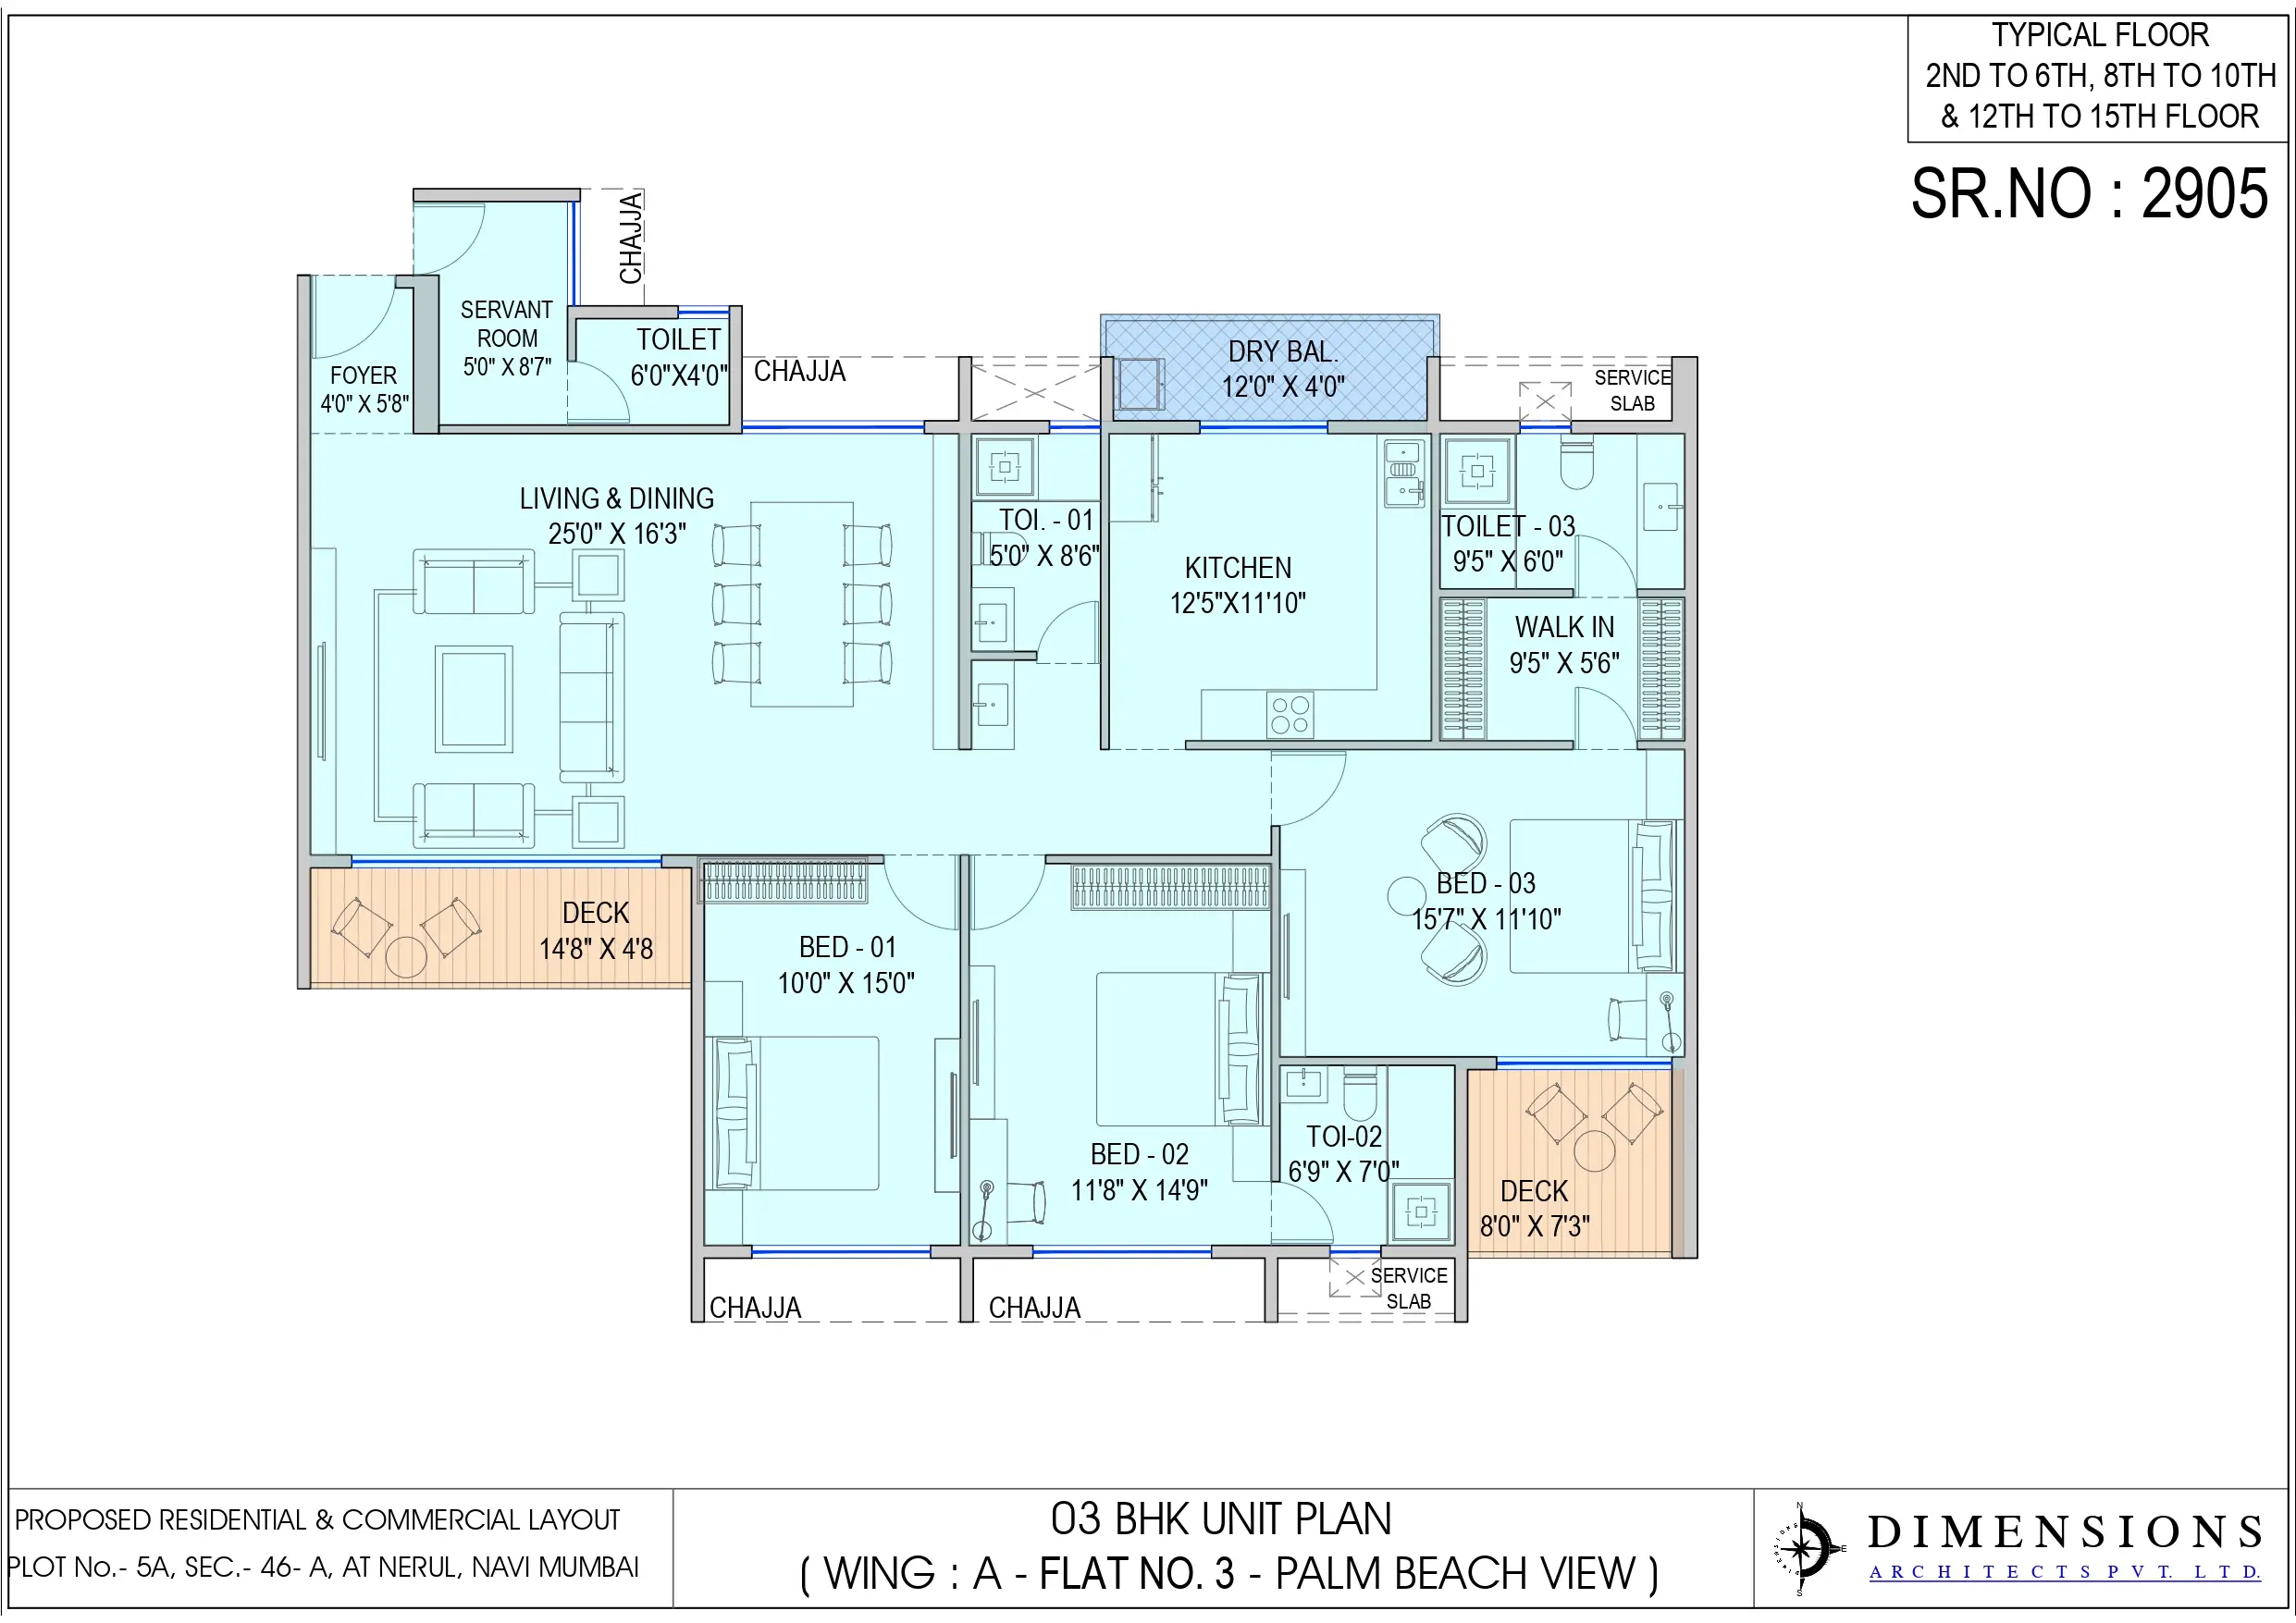 TYPICAL FLOOR
2ND TO 6TH, 8TH TO 10TH
& 12TH TO 15TH FLOOR
SR.NO : 2905
CHAJJA
SERVANT
ROOM
5'0" X 8'7"
TOILET
6'0"X4'0"
FOYER
4'0" X 5'8"
CHAJJA
DRY BAL.
12'0" X 4'0"
SERVICE
SLAB
LIVING & DINING
25'0" X 16'3"
TOI. - 01
5'0" X 8'6"
KITCHEN
12'5"X11'10"
TOILET - 03
9'5" X 6'0"
WALK IN
9'5" X 5'6"
DECK
14'8" X 4'8
BED - 01
10'0" X 15'0"
BED - 03
15'7" X 11'10"
BED - 02
11'8" X 14'9"
TOI-02
6'9" X 7'0"
DECK
8'0" X 7'3"
CHAJJA
CHAJJA
SERVICE
SLAB
PROPOSED RESIDENTIAL & COMMERCIAL LAYOUT
PLOT No.- 5A, SEC.- 46- A, AT NERUL, NAVI MUMBAI
03 BHK UNIT PLAN
( WING : A - FLAT NO. 3 - PALM BEACH VIEW )
N
E
S
DIMENSIONS
ARCHITECTS PVT. LTD.